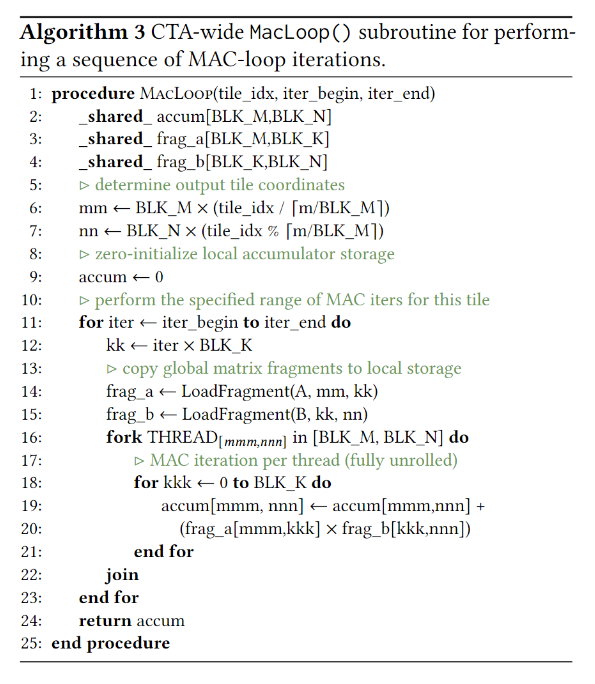 Algorithm 3 CTA-wide MacLoop() subroutine for perform-
ing a sequence of MAC-loop iterations.
1: procedure MacLoop(tile_idx, iter_begin, iter_end)
2: _shared_ accum[BLK_M,BLK_N]
3: _shared_ frag_a[BLK_M,BLK_K]
4: _shared_ frag_b[BLK_K,BLK_N]
5: ▷ determine output tile coordinates
6: mm ← BLK_M × (tile_idx / ⌈m/BLK_M⌉)
7: nn ← BLK_N × (tile_idx % ⌈m/BLK_M⌉)
8: ▷ zero-initialize local accumulator storage
9: accum ← 0
10: ▷ perform the specified range of MAC iters for this tile
11: for iter ← iter_begin to iter_end do
12: kk ← iter × BLK_K
13: ▷ copy global matrix fragments to local storage
14: frag_a ← LoadFragment(A, mm, kk)
15: frag_b ← LoadFragment(B, kk, nn)
16: fork THREAD[mmm,nnn] in [BLK_M, BLK_N] do
17: ▷ MAC iteration per thread (fully unrolled)
18: for kkk ← 0 to BLK_K do
19: accum[mmm, nnn] ← accum[mmm,nnn] +
20: (frag_a[mmm,kkk] × frag_b[kkk,nnn])
21: end for
22: join
23: end for
24: return accum
25: end procedure